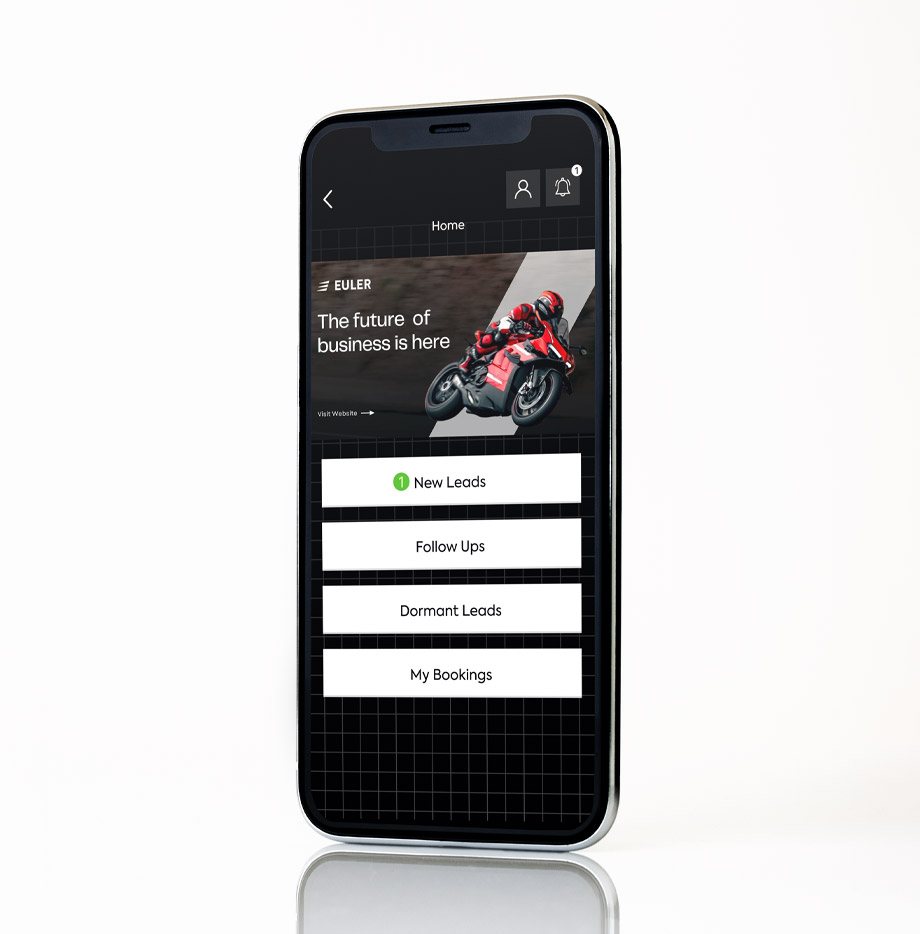 1
Home
EULER
The future of
business is here
Visit Website
1 New Leads
Follow Ups
Dormant Leads
My Bookings